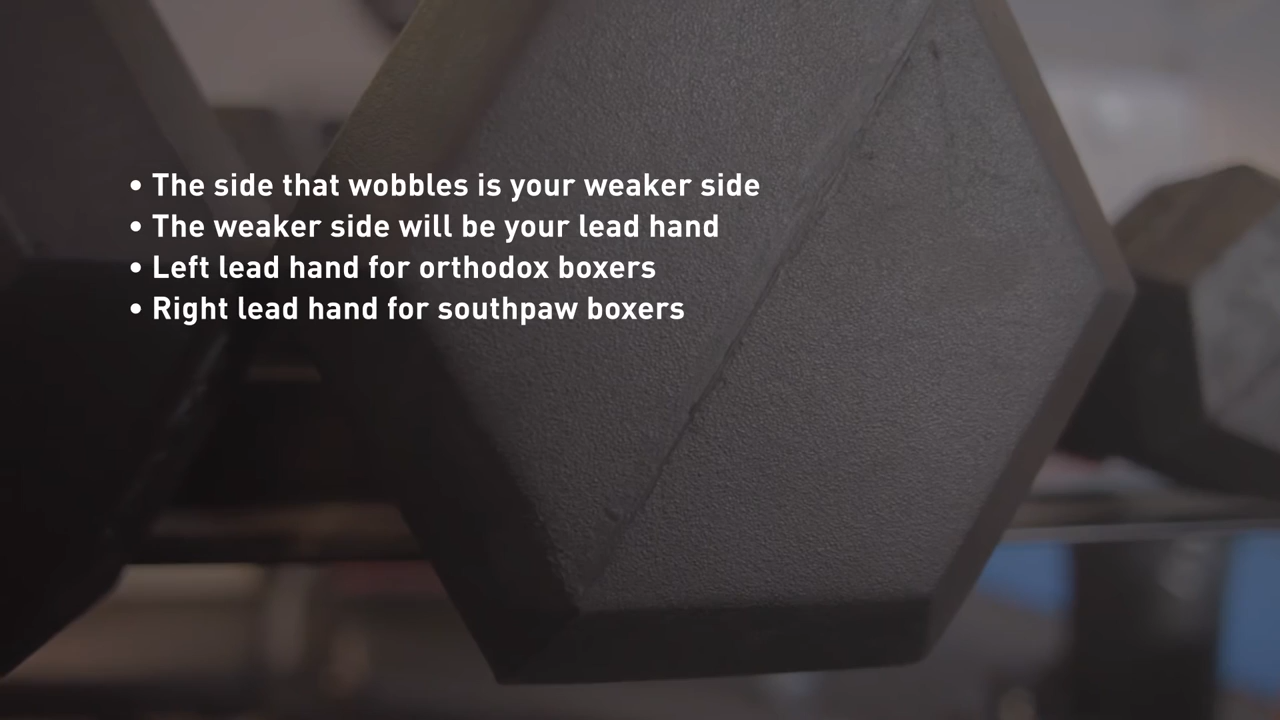 • The side that wobbles is your weaker side
• The weaker side will be your lead hand
• Left lead hand for orthodox boxers
• Right lead hand for southpaw boxers